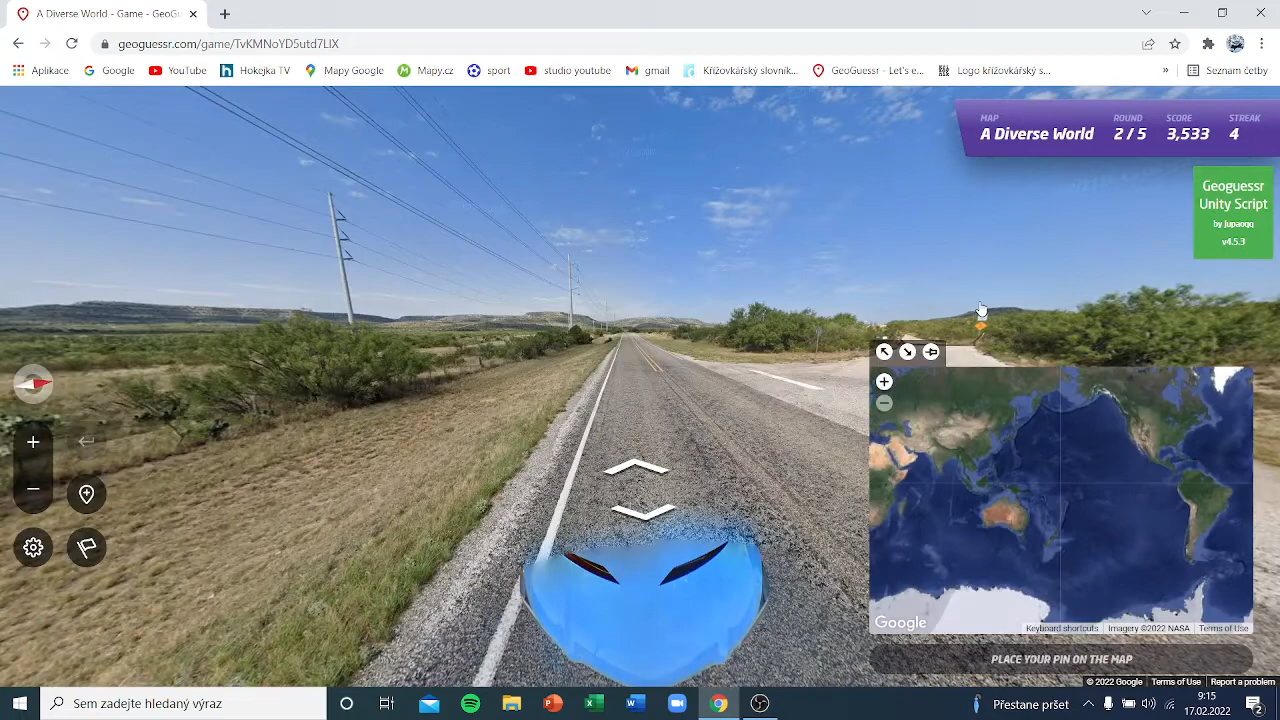 A Diverse World - Game - GeoGu
geoguessr.com/game/TvKMNoYD5utd7LlX
Aplikace
Google
YouTube
Hokejka TV
Mapy Google
Mapy.cz
sport
studio youtube
gmail
Křížovkářský slovník...
GeoGuessr - Let's e...
Logo křížovkářský s...
»
Seznam četby
MAP
ROUND
SCORE
STREAK
A Diverse World
2 / 5
3,533
4
Geoguessr
Unity Script
by Jupaoqq
v4.5.3
Google
Keyboard shortcuts
Imagery ©2022 NASA
Terms of Use
PLACE YOUR PIN ON THE MAP
© 2022 Google
Terms of Use
Report a problem
Sem zadejte hledaný výraz
Přestane pršet
9:15
17.02.2022
2